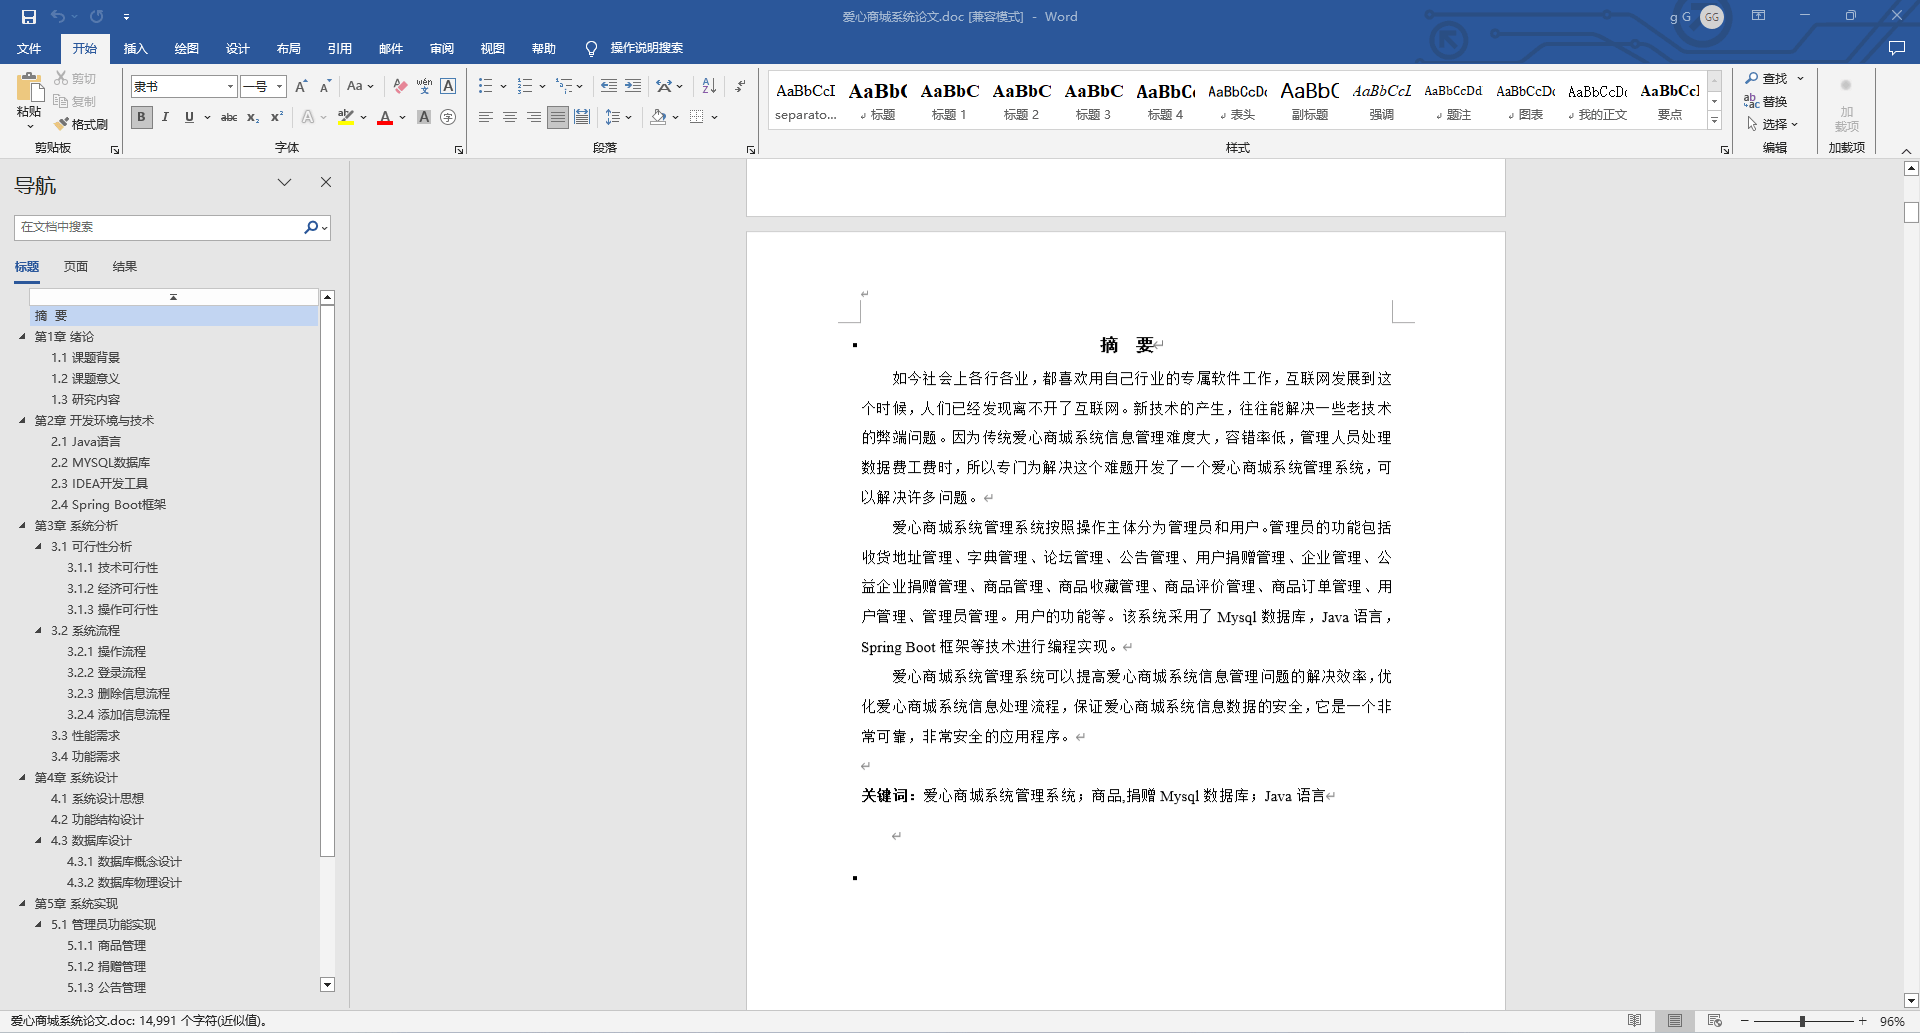 爱心商城系统论文.doc [兼容模式] - Word
g G
GG
文件 开始 插入 绘图 设计 布局 引用 邮件 审阅 视图 帮助 操作说明搜索
粘贴
剪切
复制
格式刷
剪贴板
隶书 一号
字体
段落
AaBbCcI AaBb( AaBbC AaBbC AaBbC AaBbC( AaBbCcDc AaBbC AaBbCcL AaBbCcDd AaBbCcDc AaBbCcDc AaBbCcI
separato... 标题 标题 1 标题 2 标题 3 标题 4 表头 副标题 强调 题注 图表 我的正文 要点
样式
查找
替换
选择
编辑
加
载项
加载项
导航
在文档中搜索
标题 页面 结果
摘 要
第1章 绪论
1.1 课题背景
1.2 课题意义
1.3 研究内容
第2章 开发环境与技术
2.1 Java语言
2.2 MYSQL数据库
2.3 IDEA开发工具
2.4 Spring Boot框架
第3章 系统分析
3.1 可行性分析
3.1.1 技术可行性
3.1.2 经济可行性
3.1.3 操作可行性
3.2 系统流程
3.2.1 操作流程
3.2.2 登录流程
3.2.3 删除信息流程
3.2.4 添加信息流程
3.3 性能需求
3.4 功能需求
第4章 系统设计
4.1 系统设计思想
4.2 功能结构设计
4.3 数据库设计
4.3.1 数据库概念设计
4.3.2 数据库物理设计
第5章 系统实现
5.1 管理员功能实现
5.1.1 商品管理
5.1.2 捐赠管理
5.1.3 公告管理
摘 要
如今社会上各行各业，都喜欢用自己行业的专属软件工作，互联网发展到这
个时候，人们已经发现离不开了互联网。新技术的产生，往往能解决一些老技术
的弊端问题。因为传统爱心商城系统信息管理难度大，容错率低，管理人员处理
数据费工费时，所以专门为解决这个难题开发了一个爱心商城系统管理系统，可
以解决许多问题。
爱心商城系统管理系统按照操作主体分为管理员和用户。管理员的功能包括
收货地址管理、字典管理、论坛管理、公告管理、用户捐赠管理、企业管理、公
益企业捐赠管理、商品管理、商品收藏管理、商品评价管理、商品订单管理、用
户管理、管理员管理。用户的功能等。该系统采用了 Mysql 数据库，Java 语言，
Spring Boot 框架等技术进行编程实现。
爱心商城系统管理系统可以提高爱心商城系统信息管理问题的解决效率，优
化爱心商城系统信息处理流程，保证爱心商城系统信息数据的安全，它是一个非
常可靠，非常安全的应用程序。
关键词：爱心商城系统管理系统；商品,捐赠 Mysql 数据库；Java 语言
爱心商城系统论文.doc: 14,991 个字符(近似值)。
96%